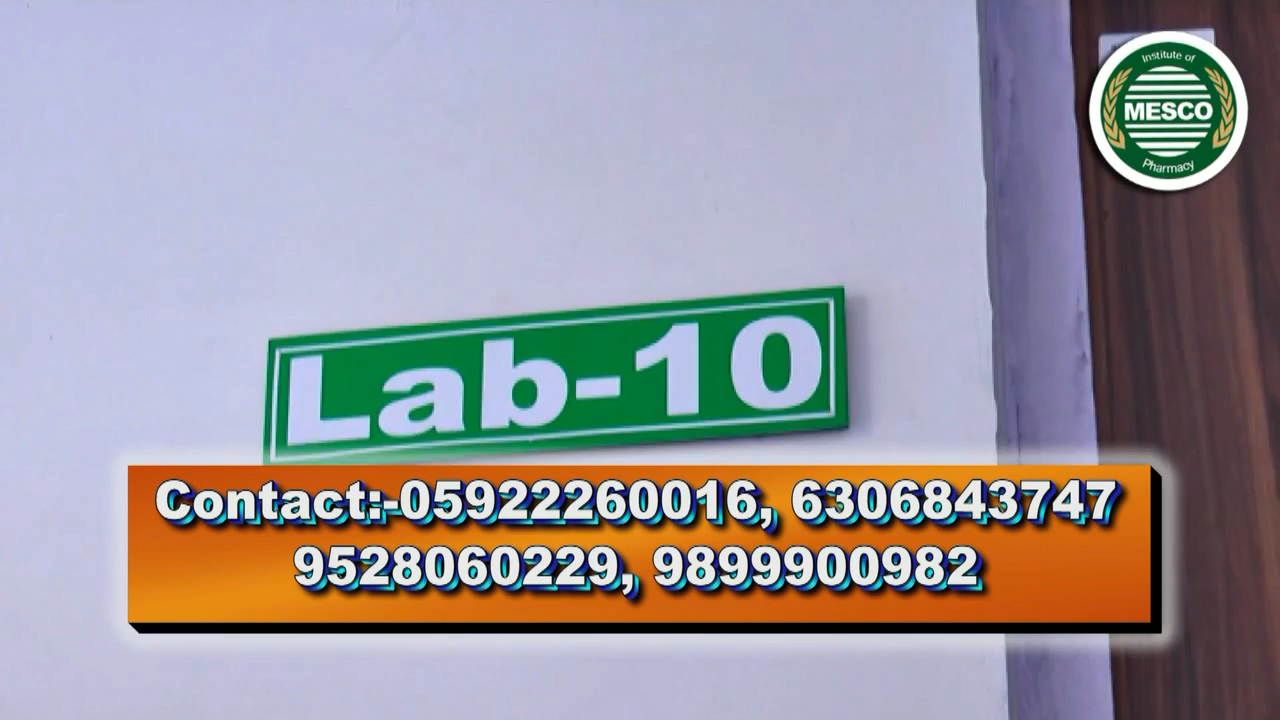 Institute of
MESCO
Pharmacy
Lab-10
Contact:-05922260016, 6306843747
9528060229, 9899900982